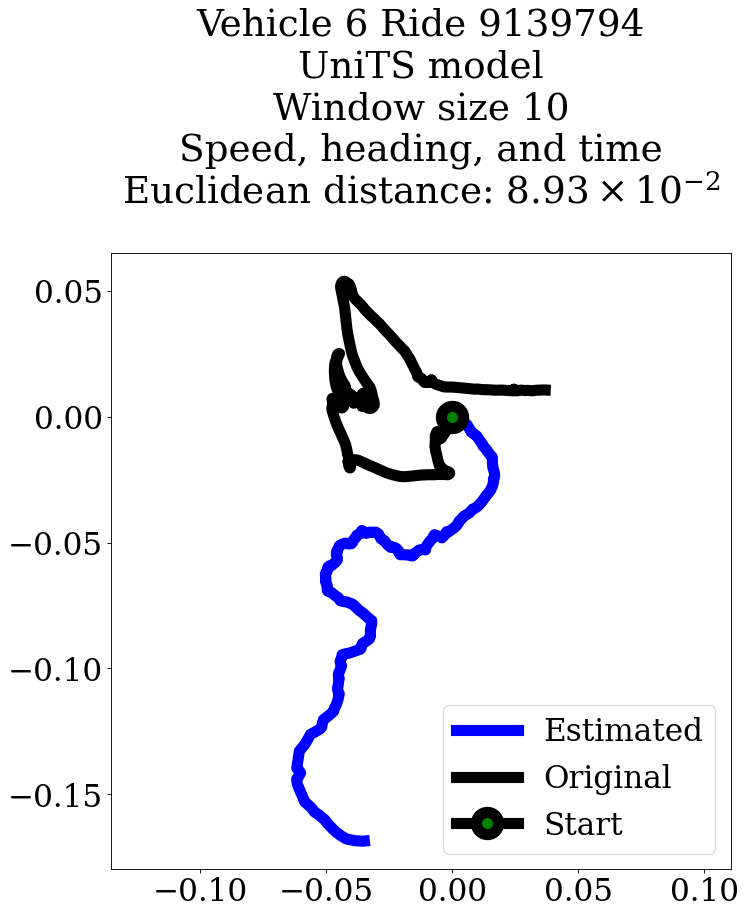 Vehicle 6 Ride 9139794
UniTS model
Window size 10
Speed, heading, and time
Euclidean distance: 8.93 × 10⁻²
0.05
0.00
−0.05
−0.10
−0.15
Estimated
Original
Start
−0.10 −0.05 0.00 0.05 0.10